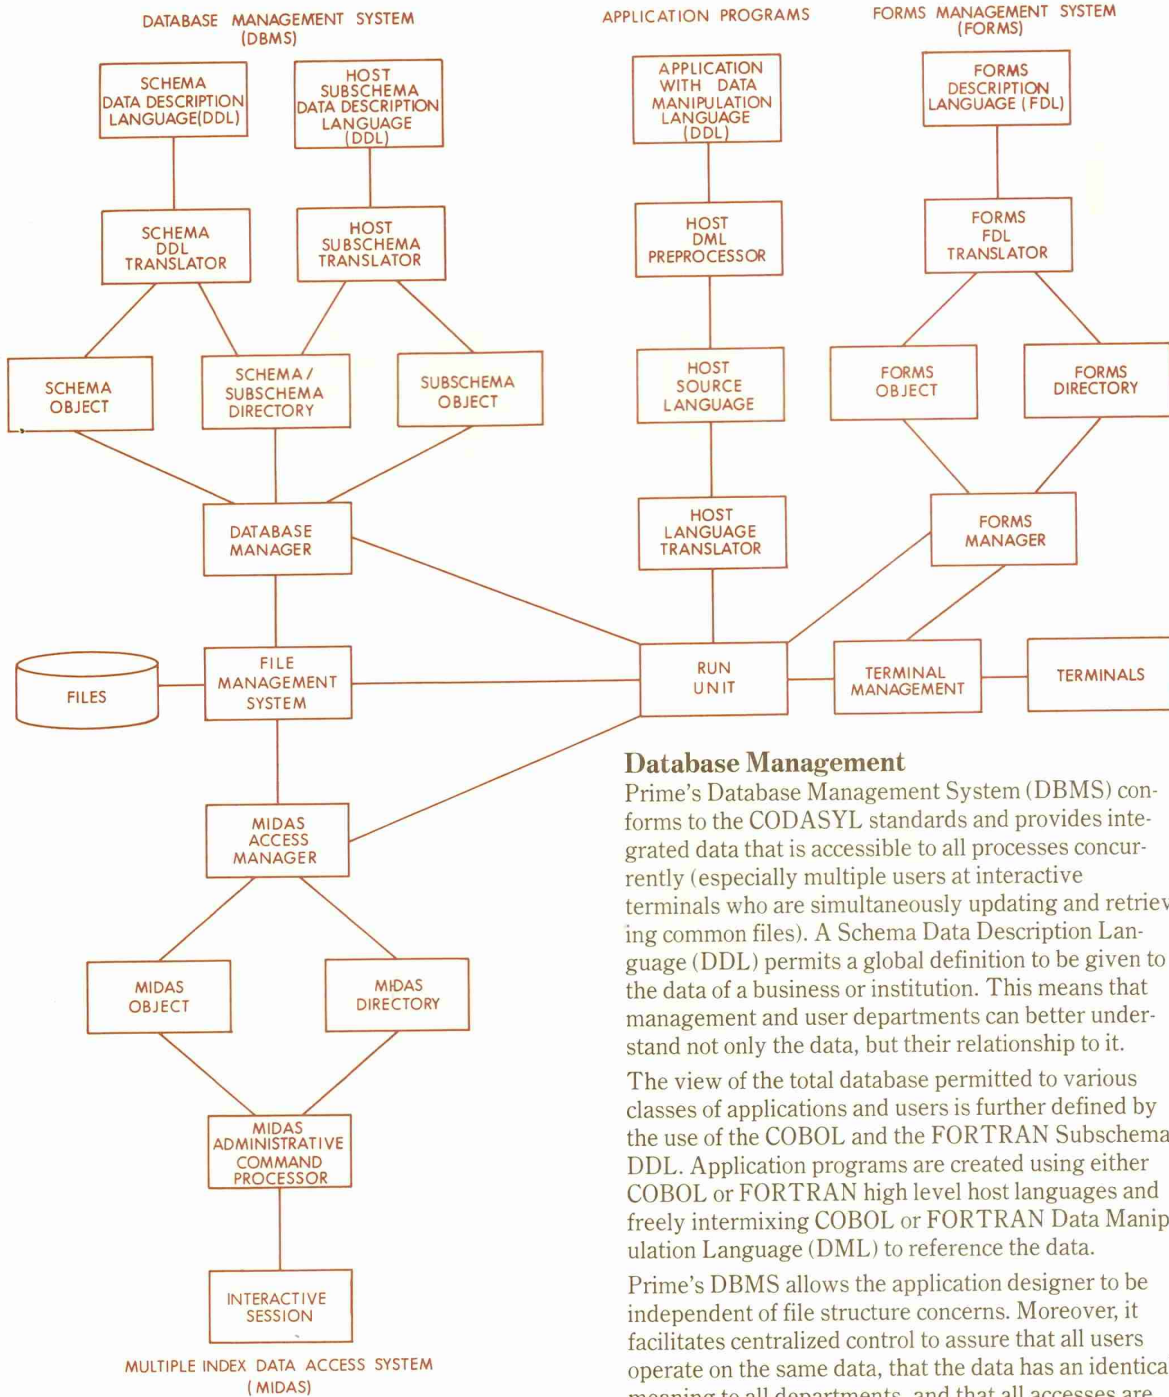 DATABASE MANAGEMENT SYSTEM
(DBMS)
APPLICATION PROGRAMS
FORMS MANAGEMENT SYSTEM
(FORMS)
SCHEMA
DATA DESCRIPTION
LANGUAGE(DDL)
HOST
SUBSCHEMA
DATA DESCRIPTION
LANGUAGE
(DDL)
APPLICATION
WITH DATA
MANIPULATION
LANGUAGE
(DDL)
FORMS
DESCRIPTION
LANGUAGE (FDL)
SCHEMA
DDL
TRANSLATOR
HOST
SUBSCHEMA
TRANSLATOR
HOST
DML
PREPROCESSOR
FORMS
FDL
TRANSLATOR
SCHEMA
OBJECT
SCHEMA/
SUBSCHEMA
DIRECTORY
SUBSCHEMA
OBJECT
HOST
SOURCE
LANGUAGE
FORMS
OBJECT
FORMS
DIRECTORY
DATABASE
MANAGER
HOST
LANGUAGE
TRANSLATOR
FORMS
MANAGER
FILES
FILE
MANAGEMENT
SYSTEM
RUN
UNIT
TERMINAL
MANAGEMENT
TERMINALS
MIDAS
ACCESS
MANAGER
MIDAS
OBJECT
MIDAS
DIRECTORY
MIDAS
ADMINISTRATIVE
COMMAND
PROCESSOR
INTERACTIVE
SESSION
MULTIPLE INDEX DATA ACCESS SYSTEM
(MIDAS)
Database Management
Prime's Database Management System (DBMS) con-
forms to the CODASYL standards and provides inte-
grated data that is accessible to all processes concur-
rently (especially multiple users at interactive
terminals who are simultaneously updating and retriev
ing common files). A Schema Data Description Lan-
guage (DDL) permits a global definition to be given to
the data of a business or institution. This means that
management and user departments can better under-
stand not only the data, but their relationship to it.
The view of the total database permitted to various
classes of applications and users is further defined by
the use of the COBOL and the FORTRAN Subschema
DDL. Application programs are created using either
COBOL or FORTRAN high level host languages and
freely intermixing COBOL or FORTRAN Data Manip
ulation Language (DML) to reference the data.
Prime's DBMS allows the application designer to be
independent of file structure concerns. Moreover, it
facilitates centralized control to assure that all users
operate on the same data, that the data has an identica
meaning to all departments, and that all accesses are